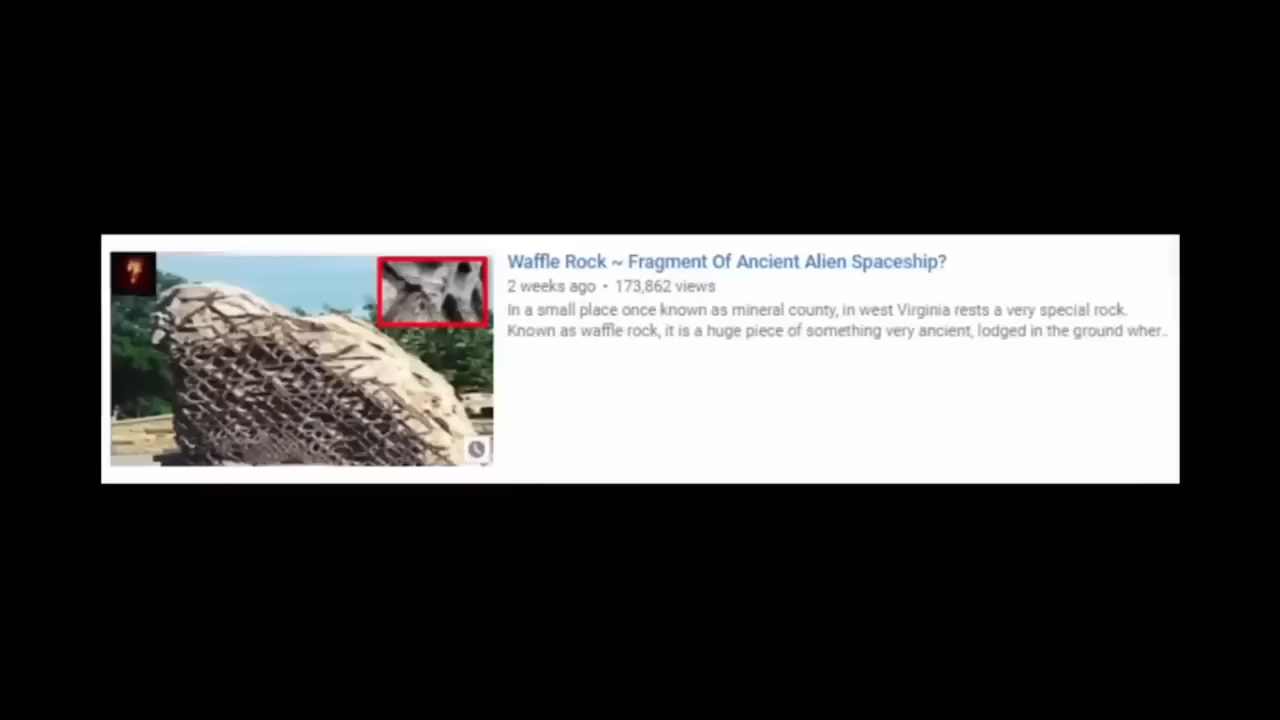 Waffle Rock ~ Fragment Of Ancient Alien Spaceship?
2 weeks ago • 173,862 views
In a small place once known as mineral county, in west Virginia rests a very special rock.
Known as waffle rock, it is a huge piece of something very ancient, lodged in the ground wher..
?